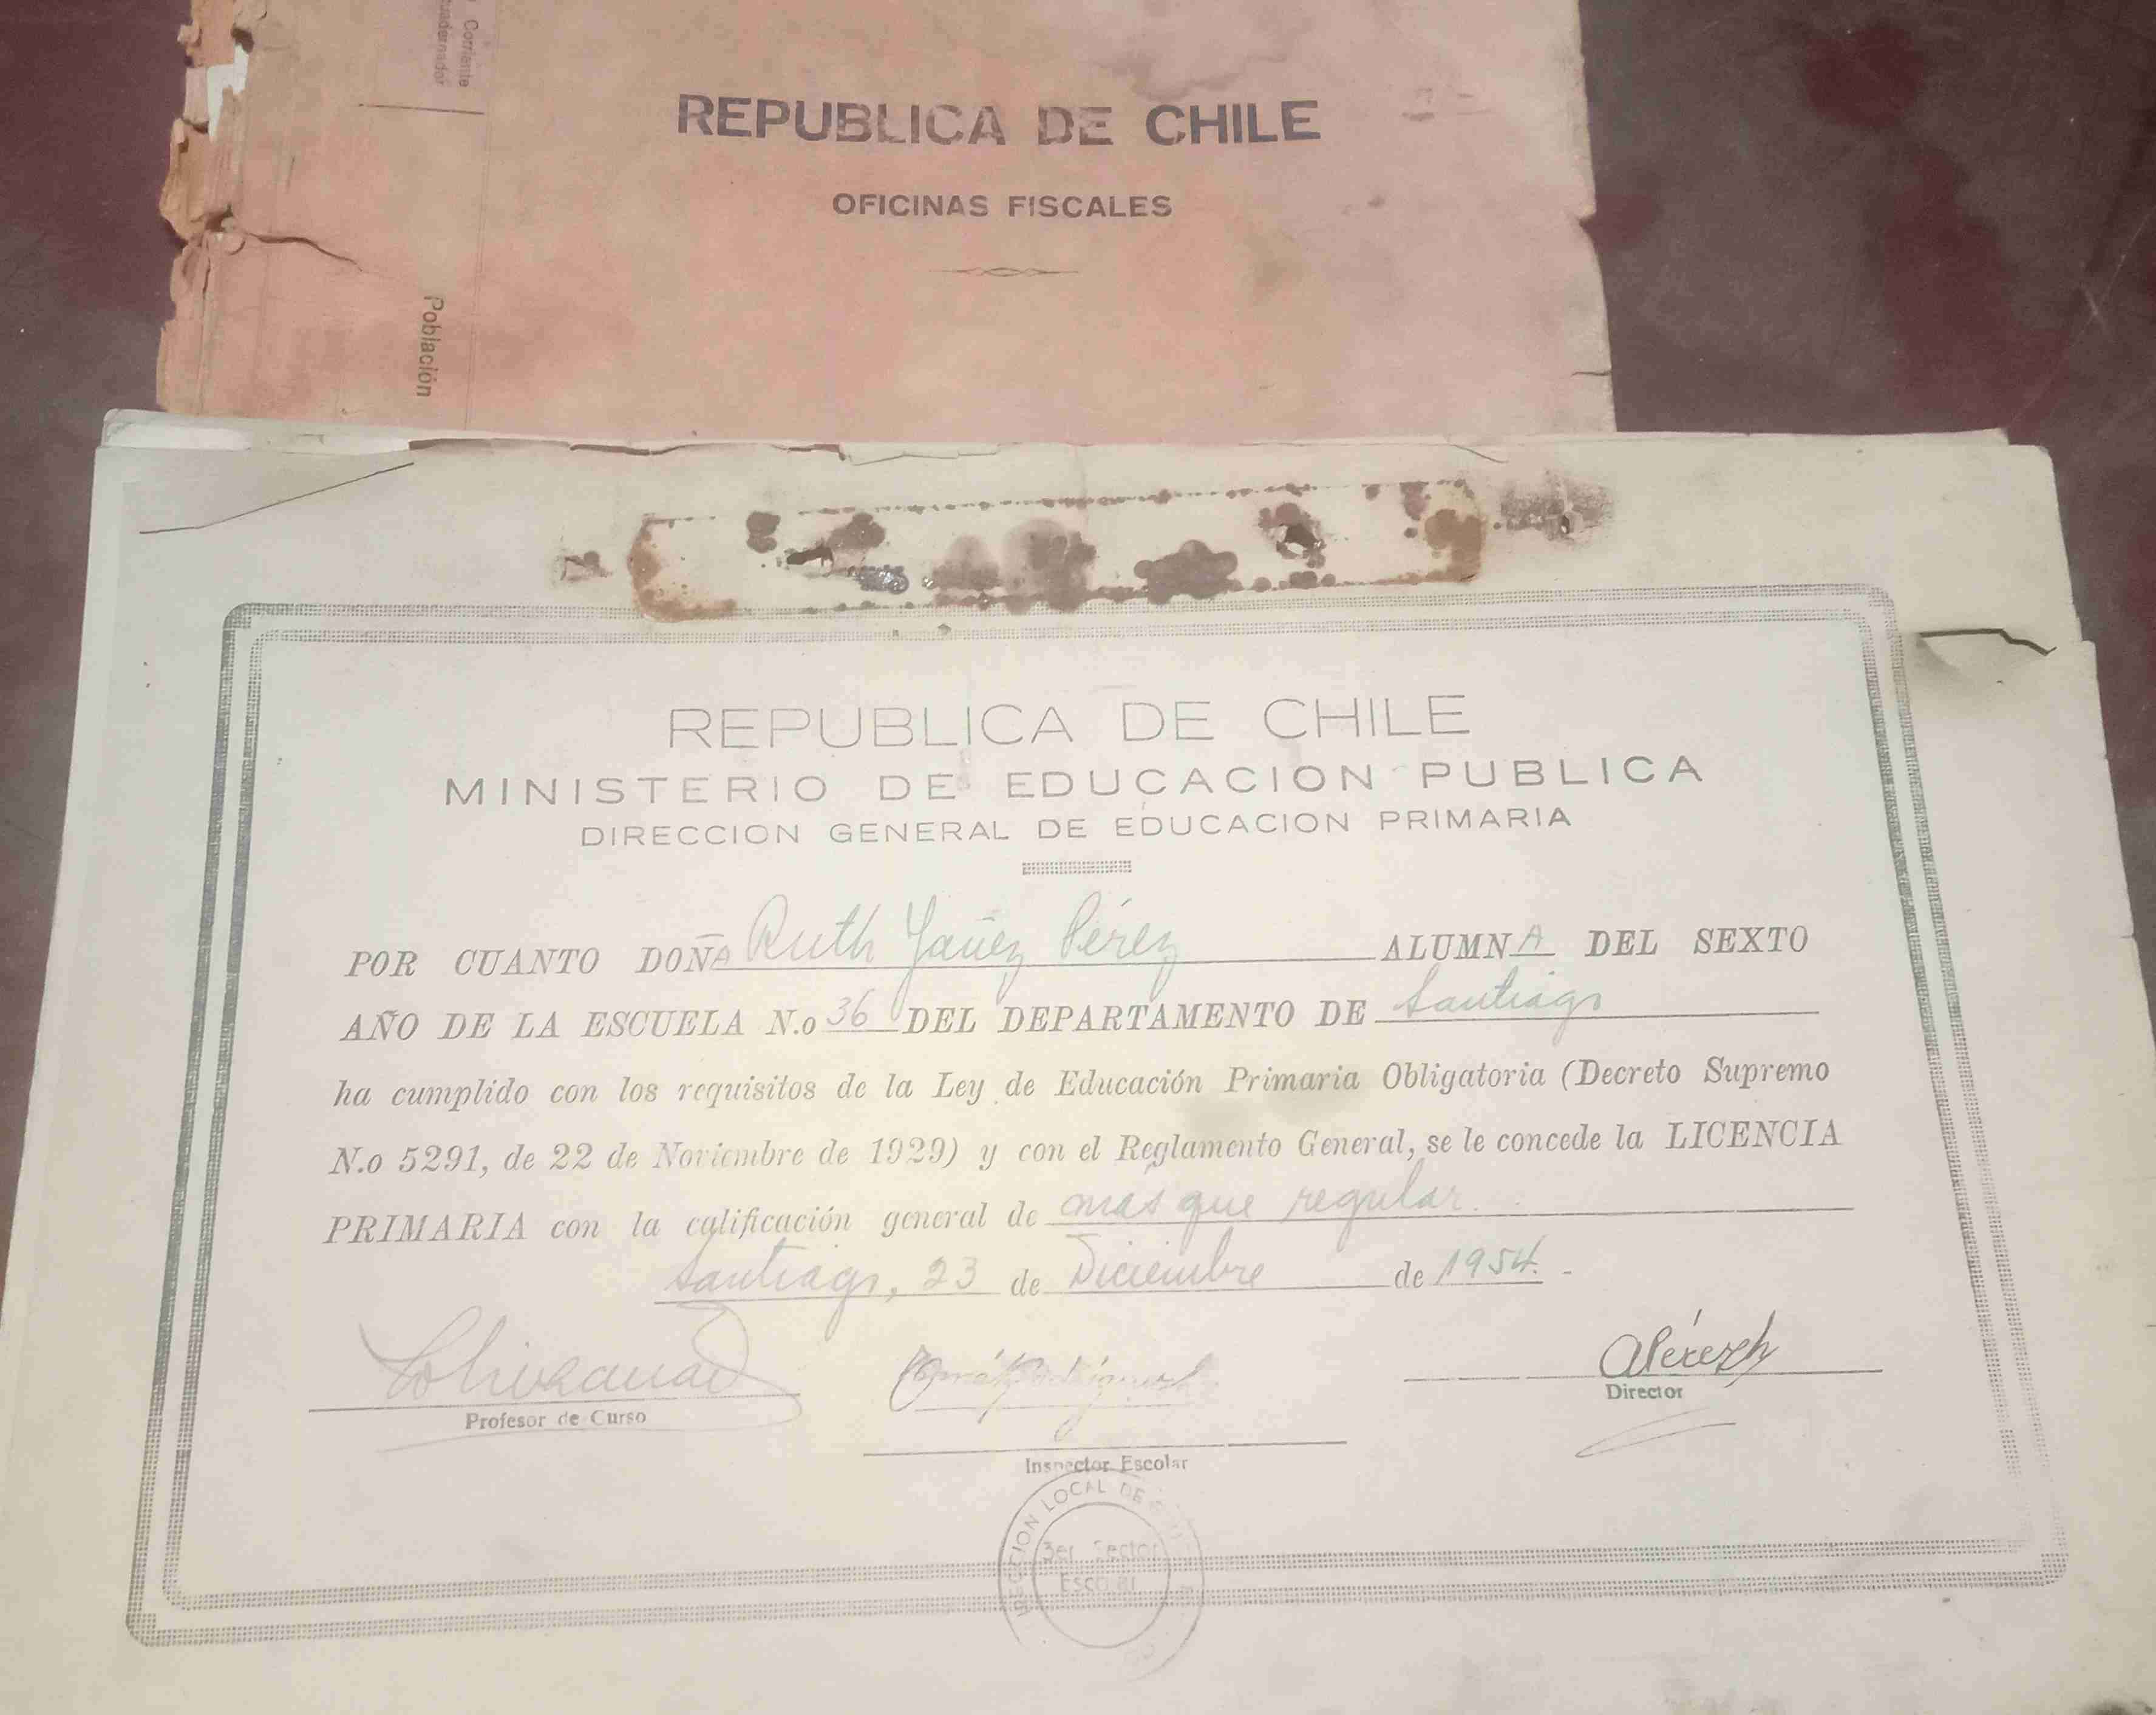 Corriente
REPUBLICA DE CHILE
OFICINAS FISCALES
Población
REPUBLICA DE CHILE
MINISTERIO DE EDUCACION PUBLICA
DIRECCION GENERAL DE EDUCACION PRIMARIA
POR CUANTO DOÑA Ruth Yañez Pérez ALUMNA DEL SEXTO
AÑO DE LA ESCUELA N.o 36 DEL DEPARTAMENTO DE Santiago
ha cumplido con los requisitos de la Ley de Educación Primaria Obligatoria (Decreto Supremo
N.o 5291, de 22 de Noviembre de 1929) y con el Reglamento General, se le concede la LICENCIA
PRIMARIA con la calificación general de más que regular.
Santiago, 23 de Diciembre de 1954.
Profesor de Curso
Director
Inspector Escolar
LOCAL DE
3er Sector
ESCOLAR